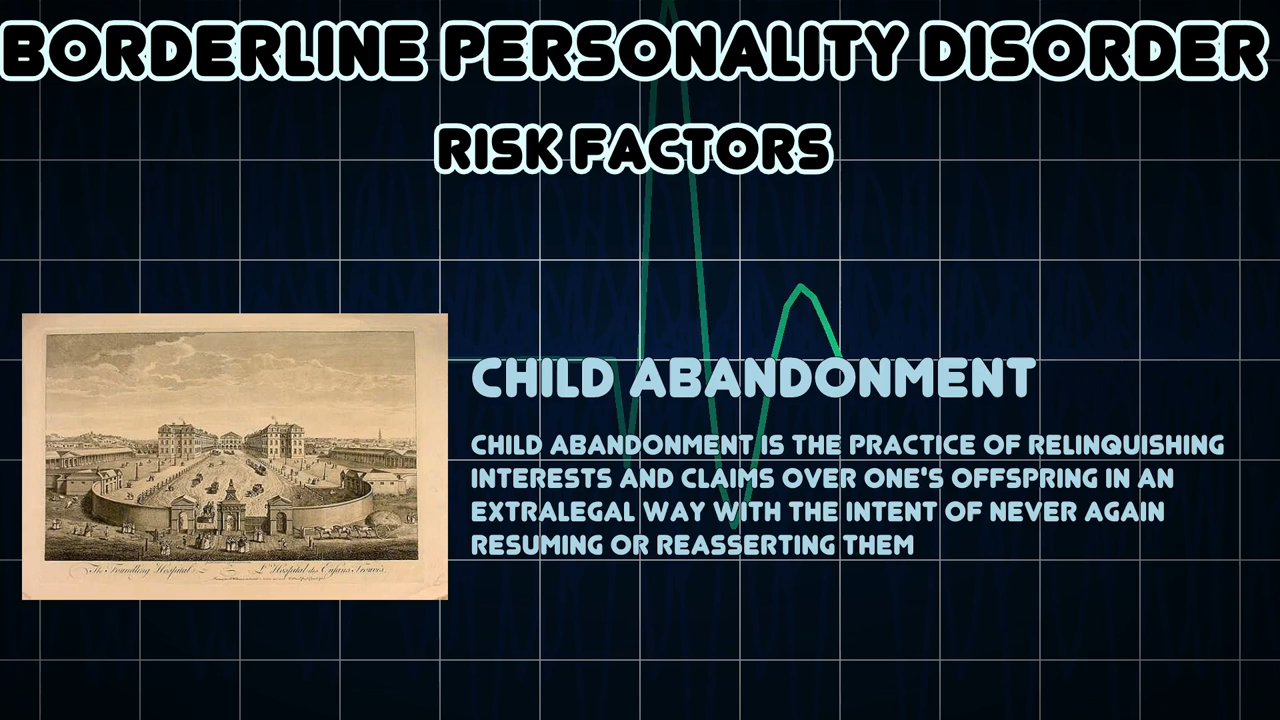 BORDERLINE PERSONALITY DISORDER
RISK FACTORS
CHILD ABANDONMENT
CHILD ABANDONMENT IS THE PRACTICE OF RELINQUISHING
INTERESTS AND CLAIMS OVER ONE'S OFFSPRING IN AN
EXTRALEGAL WAY WITH THE INTENT OF NEVER AGAIN
RESUMING OR REASSERTING THEM
The Foundling Hospital L'Hospital des Enfans Trouvés.